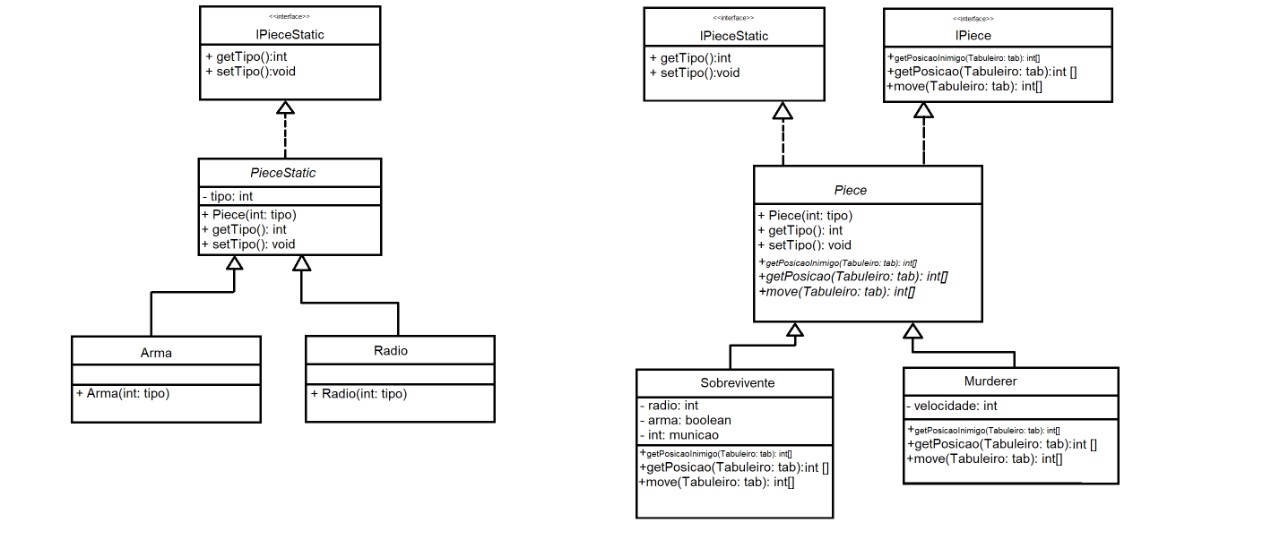 <<interface>>
IPieceStatic
+ getTipo():int
+ setTipo():void
PieceStatic
- tipo: int
+ Piece(int: tipo)
+ getTipo(): int
+ setTipo(): void
Arma
+ Arma(int: tipo)
Radio
+ Radio(int: tipo)
<<interface>>
IPieceStatic
+ getTipo():int
+ setTipo():void
<<interface>>
IPiece
+getPosicaoInimigo(Tabuleiro: tab): int[]
+getPosicao(Tabuleiro: tab):int []
+move(Tabuleiro: tab): int[]
Piece
+ Piece(int: tipo)
+ getTipo(): int
+ setTipo(): void
+getPosicaoInimigo(Tabuleiro: tab): int[]
+getPosicao(Tabuleiro: tab): int[]
+move(Tabuleiro: tab): int[]
Sobrevivente
- radio: int
- arma: boolean
- int: municao
+getPosicaoInimigo(Tabuleiro: tab): int[]
+getPosicao(Tabuleiro: tab):int []
+move(Tabuleiro: tab): int[]
Murderer
- velocidade: int
+getPosicaoInimigo(Tabuleiro: tab): int[]
+getPosicao(Tabuleiro: tab):int []
+move(Tabuleiro: tab): int[]